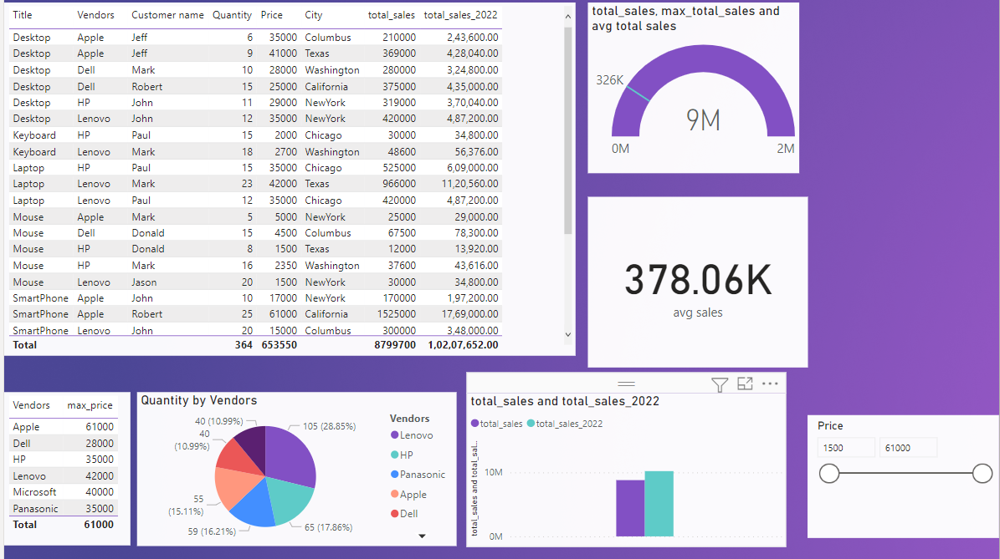 Title Vendors Customer name Quantity Price City total_sales total_sales_2022
Desktop Apple Jeff 6 35000 Columbus 210000 2,43,600.00
Desktop Apple Jeff 9 41000 Texas 369000 4,28,040.00
Desktop Dell Mark 10 28000 Washington 280000 3,24,800.00
Desktop Dell Robert 15 25000 California 375000 4,35,000.00
Desktop HP John 11 29000 NewYork 319000 3,70,040.00
Desktop Lenovo John 12 35000 NewYork 420000 4,87,200.00
Keyboard HP Paul 15 2000 Chicago 30000 34,800.00
Keyboard Lenovo Mark 18 2700 Washington 48600 56,376.00
Laptop HP Paul 15 35000 Chicago 525000 6,09,000.00
Laptop Lenovo Mark 23 42000 Texas 966000 11,20,560.00
Laptop Lenovo Paul 12 35000 Chicago 420000 4,87,200.00
Mouse Apple Mark 5 5000 NewYork 25000 29,000.00
Mouse Dell Donald 15 4500 Columbus 67500 78,300.00
Mouse HP Donald 8 1500 Texas 12000 13,920.00
Mouse HP Mark 16 2350 Washington 37600 43,616.00
Mouse Lenovo Jason 20 1500 NewYork 30000 34,800.00
SmartPhone Apple John 10 17000 NewYork 170000 1,97,200.00
SmartPhone Apple Robert 25 61000 California 1525000 17,69,000.00
SmartPhone Lenovo John 20 15000 Columbus 300000 3,48,000.00
Total 364 653550 8799700 1,02,07,652.00
total_sales, max_total_sales and
avg total sales
326K
9M
0M 2M
378.06K
avg sales
Vendors max_price
Apple 61000
Dell 28000
HP 35000
Lenovo 42000
Microsoft 40000
Panasonic 35000
Total 61000
Quantity by Vendors
40 (10.99%)
40
(10.99%)
55
(15.11%)
59 (16.21%)
105 (28.85%)
65 (17.86%)
Vendors
Lenovo
HP
Panasonic
Apple
Dell
total_sales and total_sales_2022
total_sales total_sales_2022
total_sales and total_sal...
10M
0M
Price
1500 61000